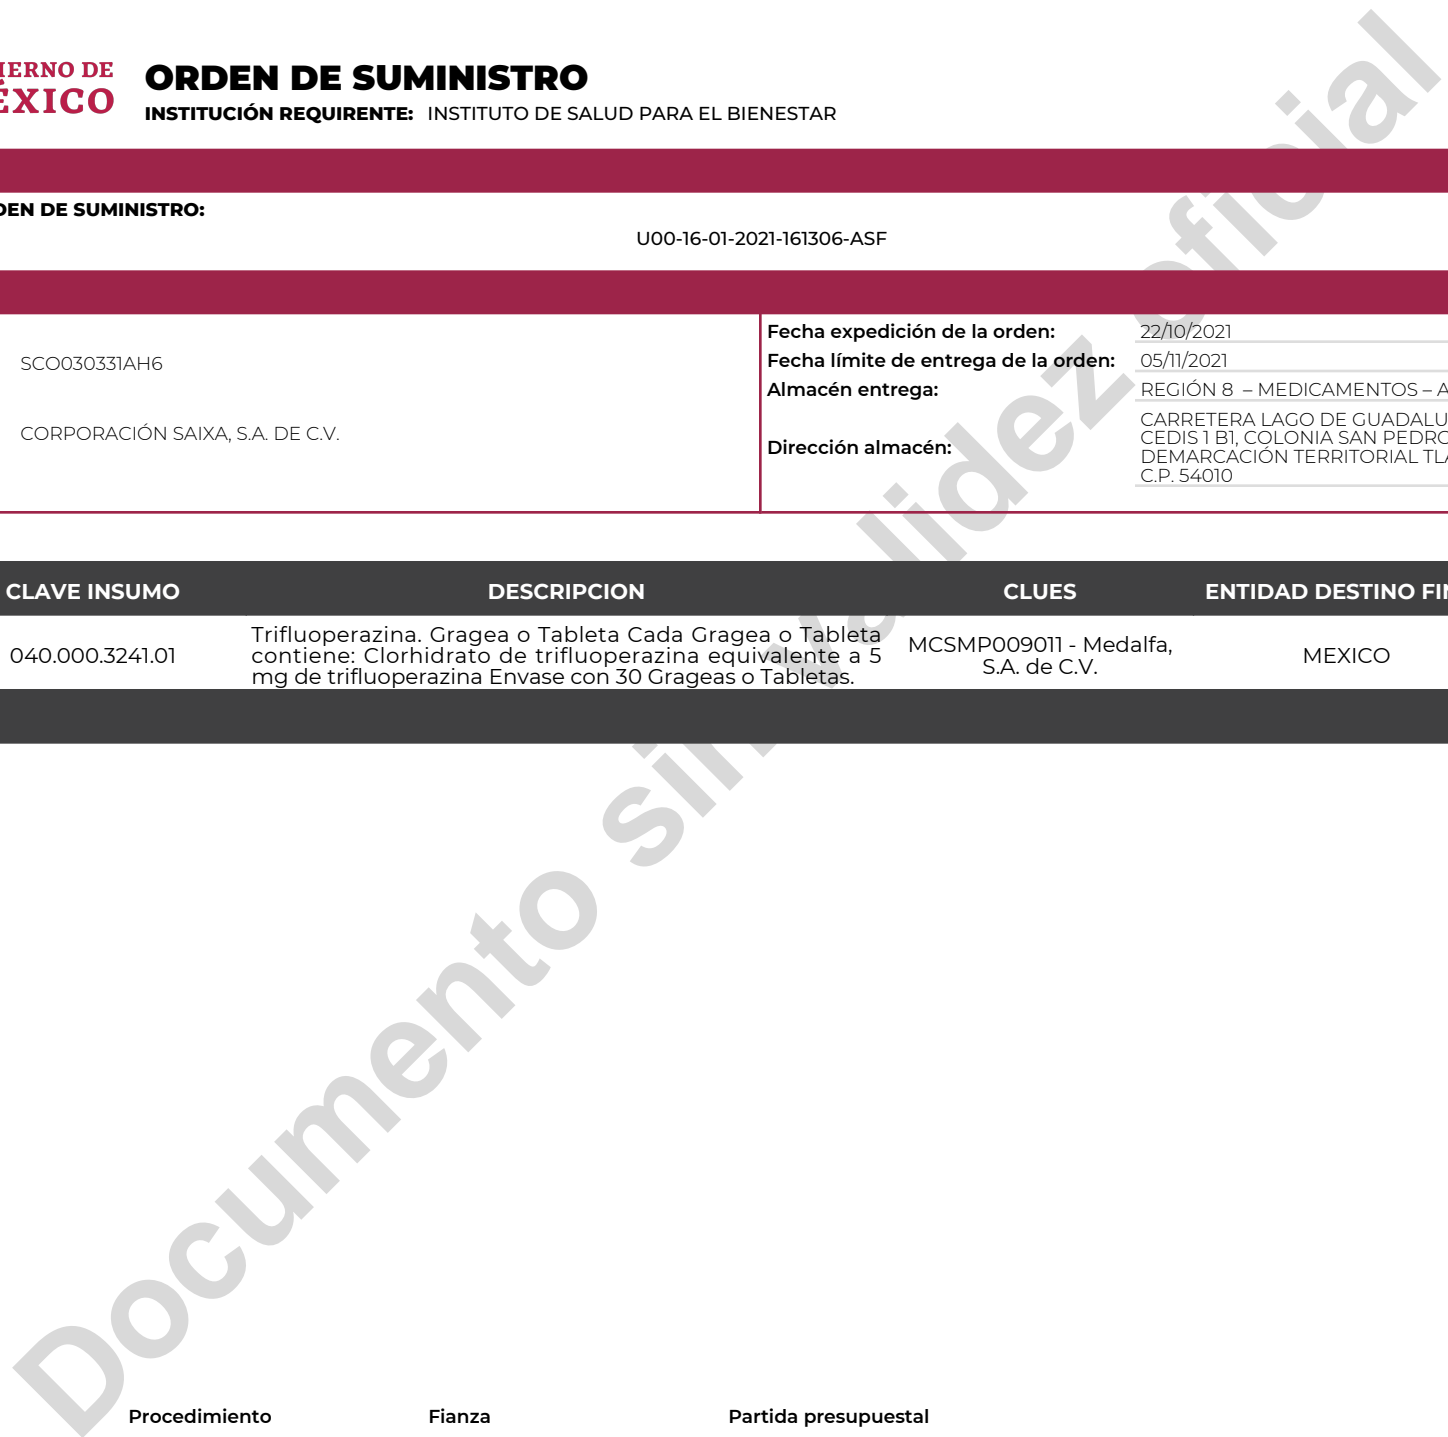 IERNO DE
ÉXICO
ORDEN DE SUMINISTRO
INSTITUCIÓN REQUIRENTE: INSTITUTO DE SALUD PARA EL BIENESTAR
DEN DE SUMINISTRO:
U00-16-01-2021-161306-ASF
SCO030331AH6
CORPORACIÓN SAIXA, S.A. DE C.V.
Fecha expedición de la orden: 22/10/2021
Fecha límite de entrega de la orden: 05/11/2021
Almacén entrega: REGIÓN 8 – MEDICAMENTOS – A
Dirección almacén:
CARRETERA LAGO DE GUADALU
CEDIS 1 B1, COLONIA SAN PEDRO
DEMARCACIÓN TERRITORIAL TLA
C.P. 54010
CLAVE INSUMO DESCRIPCION CLUES ENTIDAD DESTINO FIN
040.000.3241.01
Trifluoperazina. Gragea o Tableta Cada Gragea o Tableta
contiene: Clorhidrato de trifluoperazina equivalente a 5
mg de trifluoperazina Envase con 30 Grageas o Tabletas.
MCSMP009011 - Medalfa,
S.A. de C.V.
MEXICO
Documento sin validez oficial
Procedimiento Fianza Partida presupuestal